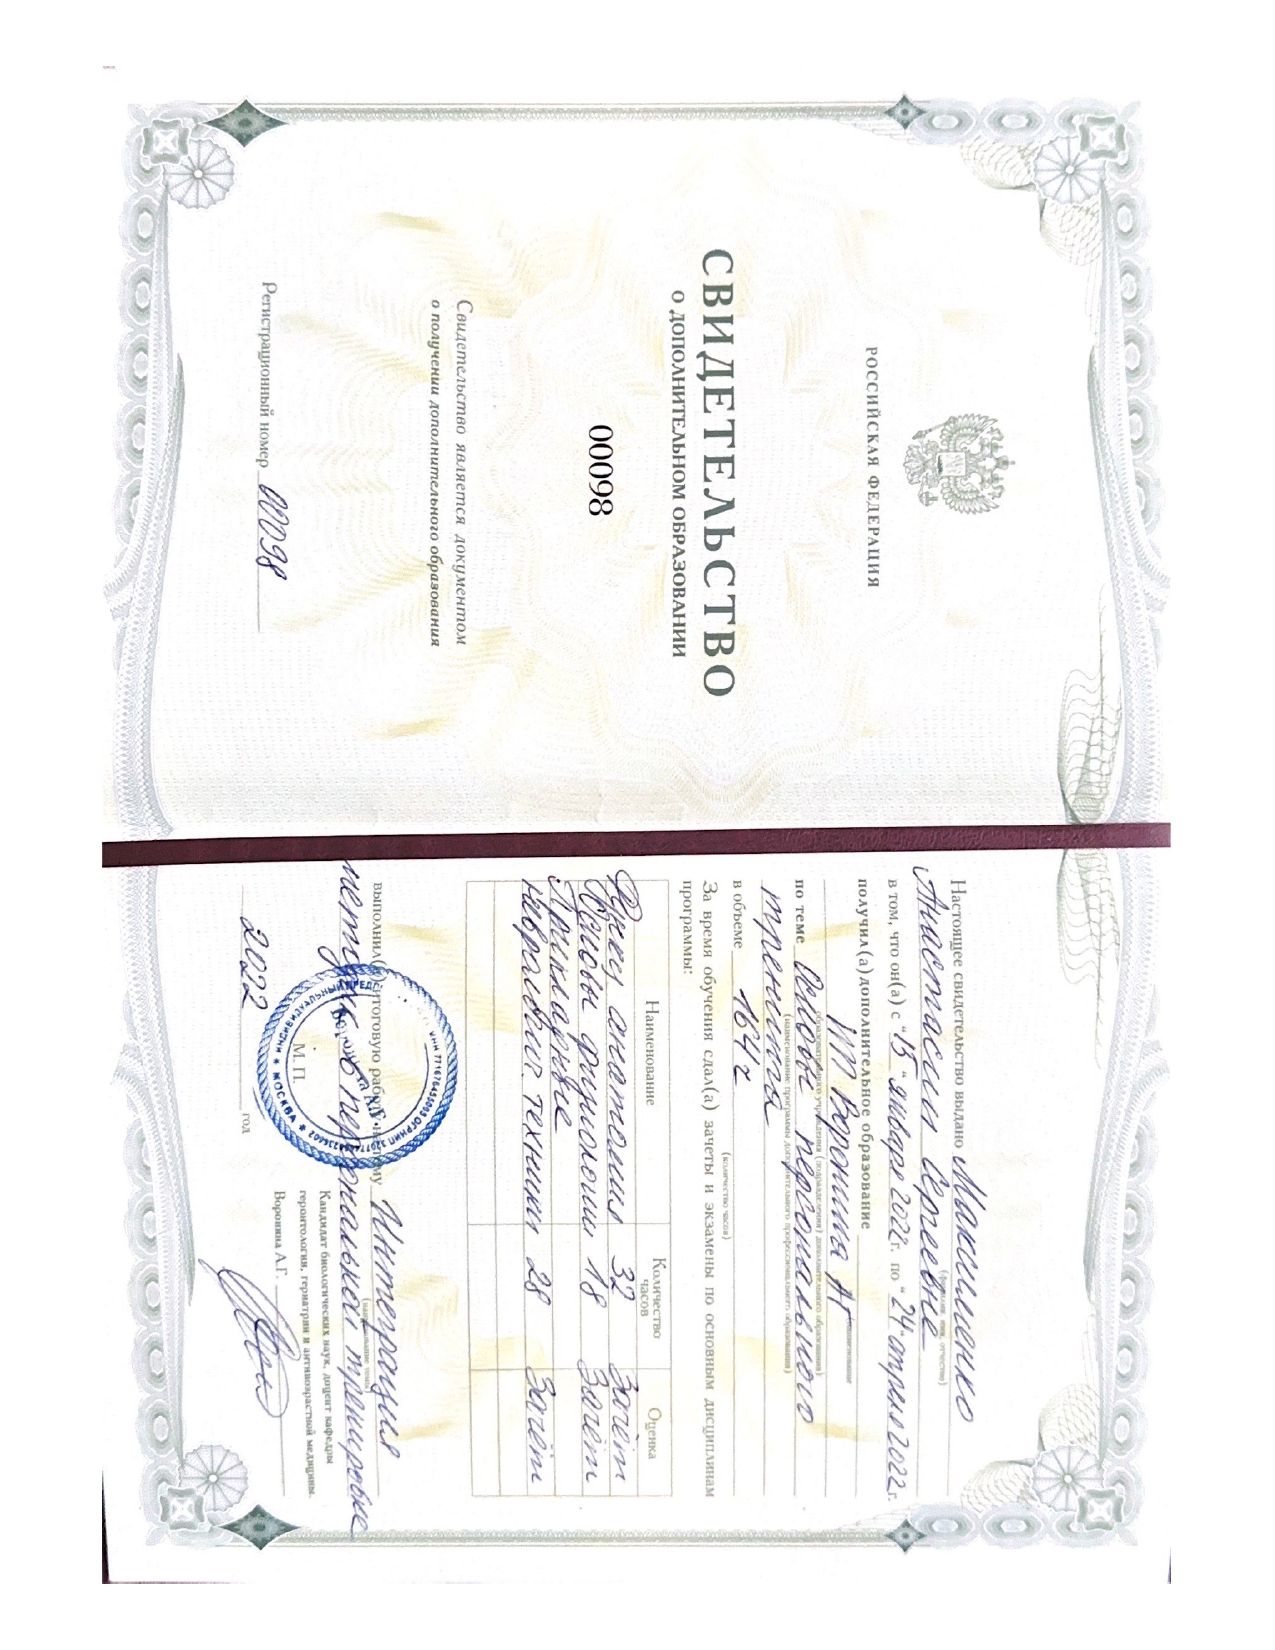 РОССИЙСКАЯ ФЕДЕРАЦИЯ
СВИДЕТЕЛЬСТВО
О ДОПОЛНИТЕЛЬНОМ ОБРАЗОВАНИИ
00098
Свидетельство является документом
о получении дополнительного образования
Регистрационный номер 00098
Настоящее свидетельство выдано Максименко
(фамилия, имя, отчество)
Анастасии Сергеевне
в том, что он(а) с "15" января 2022 г. по "24" апреля 2022 г.
получил(а) дополнительное образование
(наименование
ИП Воронина АГ
образовательного учреждения (подразделения) дополнительного образования)
по теме Основы персонального
(наименование программы дополнительного профессионального образования)
тренинга
в объеме 164 ч
(количество часов)
За время обучения сдал(а) зачеты и экзамены по основным дисциплинам
программы:
Наименование Количество часов Оценка
Функц анатомия 32 Зачёт
Основы физиологии 18 Зачёт
Прикладные
неврологич. техники 28 Зачёт
выполнил(а) итоговую работу на тему Интеграция
(наименование темы)
методик в персональной тренировке
Кандидат биологических наук, доцент кафедры
геронтологии, гериатрии и антивозрастной медицины.
Воронина А.Г.
М. П.
2022 год
Воронина А.Г.
ИНДИВИДУАЛЬНЫЙ
МОСКВА
ИНН 771676455095 ОГРНИП